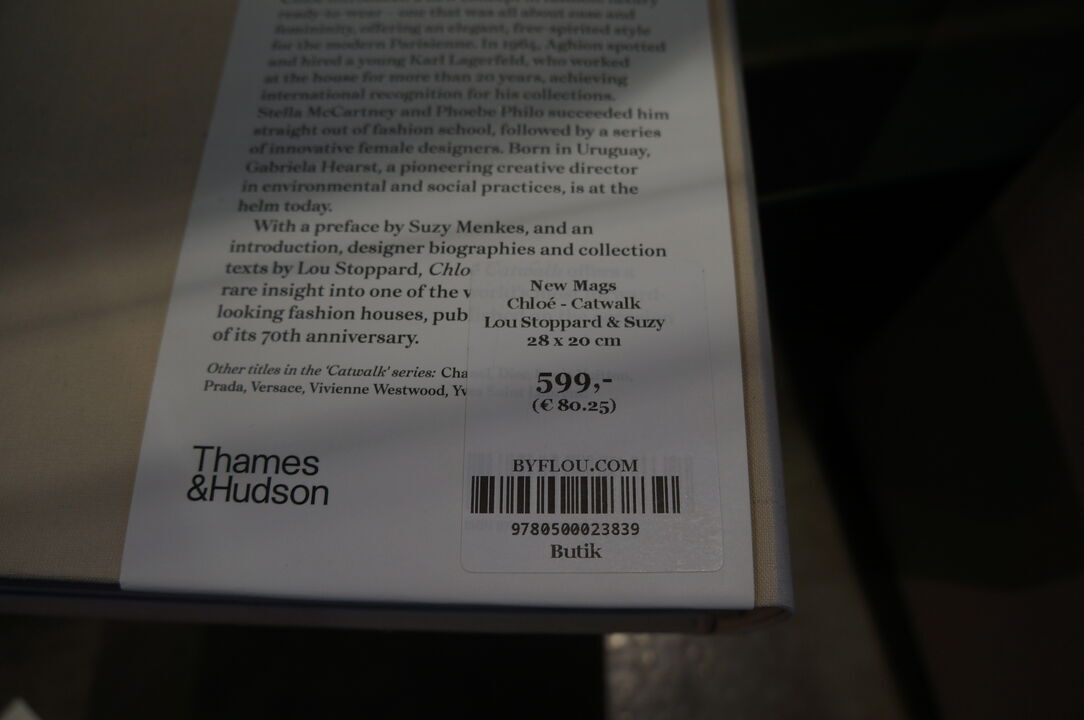 ready-to-wear – one that was all about ease and
femininity, offering an elegant, free-spirited style
for the modern Parisienne. In 1964, Aghion spotted
and hired a young Karl Lagerfeld, who worked
at the house for more than 20 years, achieving
international recognition for his collections.
Stella McCartney and Phoebe Philo succeeded him
straight out of fashion school, followed by a series
of innovative female designers. Born in Uruguay,
Gabriela Hearst, a pioneering creative director
in environmental and social practices, is at the
helm today.
With a preface by Suzy Menkes, and an
introduction, designer biographies and collection
texts by Lou Stoppard, Chlo
rare insight into one of the
looking fashion houses, pub
of its 70th anniversary.
Other titles in the 'Catwalk' series: Cha
Prada, Versace, Vivienne Westwood, Yv
Thames
&Hudson
New Mags
Chloé - Catwalk
Lou Stoppard & Suzy
28 x 20 cm
599,-
(€ 80.25)
BYFLOU.COM
9780500023839
Butik